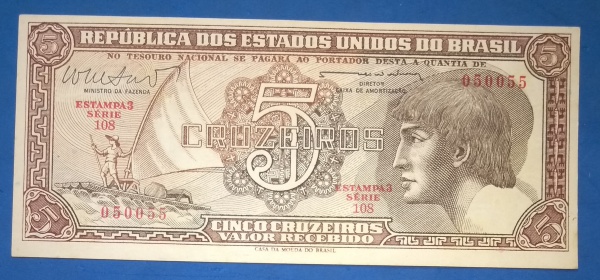 5 REPÚBLICA DOS ESTADOS UNIDOS DO BRASIL 5
NO TESOURO NACIONAL SE PAGARÁ AO PORTADOR DESTA A QUANTIA DE
MINISTRO DA FAZENDA
DIRETOR
CAIXA DE AMORTIZAÇÃO
050055
ESTAMPA 3
SÉRIE
108
5
CRUZEIROS
ESTAMPA 3
SÉRIE
108
050055
5 CINCO CRUZEIROS 5
VALOR RECEBIDO
CASA DA MOEDA DO BRASIL